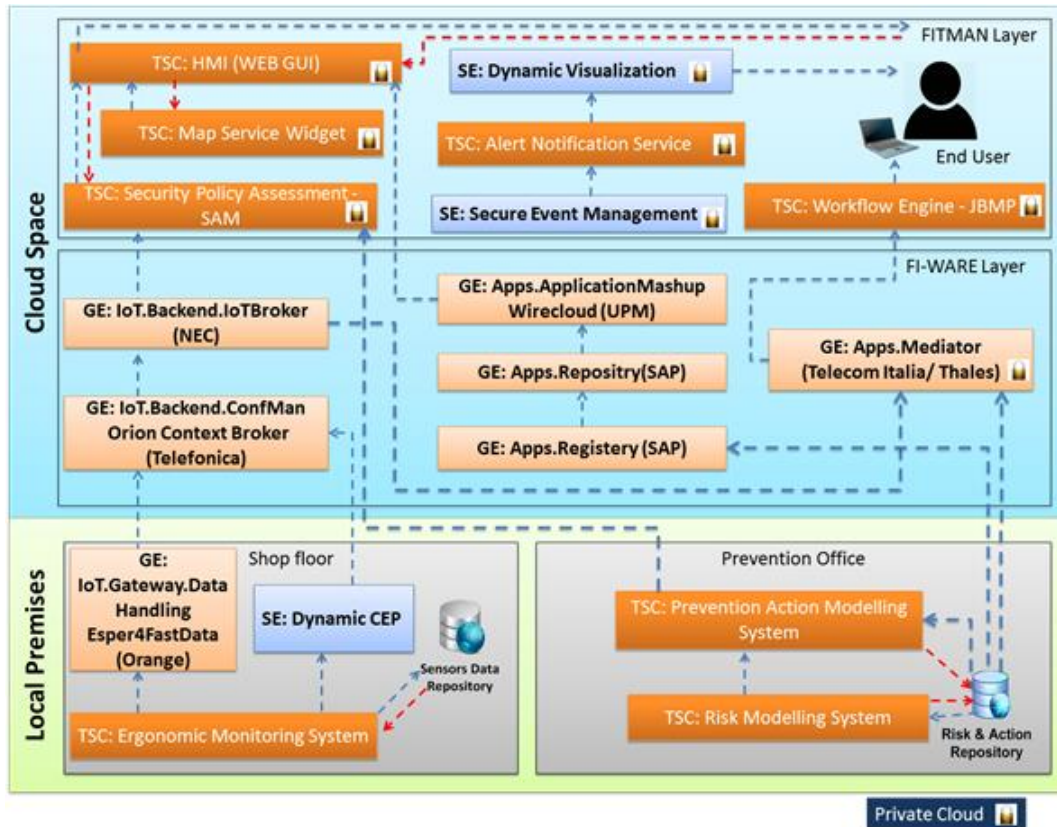 FITMAN Layer
TSC: HMI (WEB GUI)
SE: Dynamic Visualization
TSC: Map Service Widget
TSC: Alert Notification Service
End User
TSC: Security Policy Assessment -
SAM
SE: Secure Event Management
TSC: Workflow Engine - JBMP
Cloud Space
FI-WARE Layer
GE: IoT.Backend.IoTBroker
(NEC)
GE: Apps.ApplicationMashup
Wirecloud (UPM)
GE: Apps.Mediator
(Telecom Italia/ Thales)
GE: Apps.Repositry(SAP)
GE: IoT.Backend.ConfMan
Orion Context Broker
(Telefonica)
GE: Apps.Registery (SAP)
Local Premises
Shop floor
GE:
IoT.Gateway.Data
Handling
Esper4FastData
(Orange)
SE: Dynamic CEP
Sensors Data
Repository
TSC: Ergonomic Monitoring System
Prevention Office
TSC: Prevention Action Modelling
System
TSC: Risk Modelling System
Risk & Action
Repository
Private Cloud